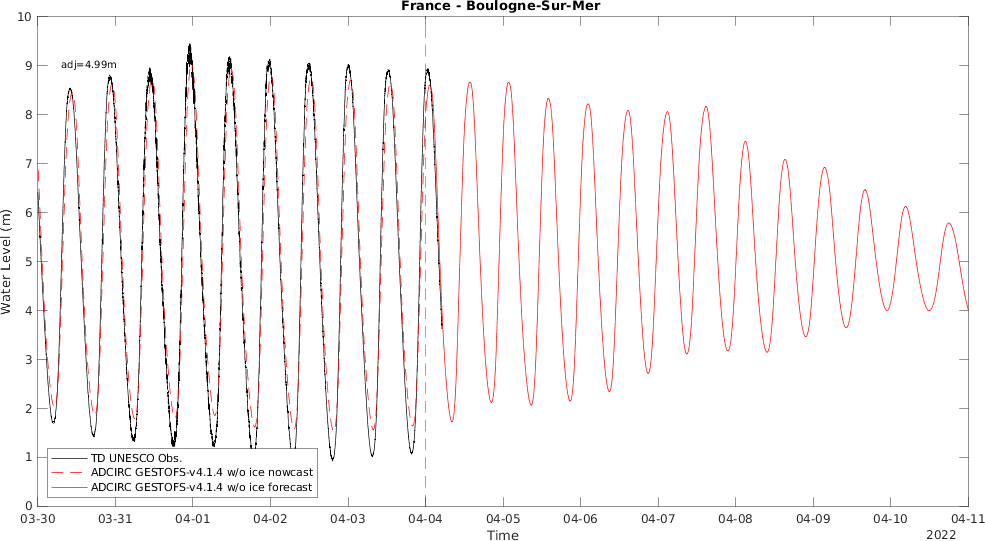 France - Boulogne-Sur-Mer
10
9
8
7
6
5
4
3
2
1
0
Water Level (m)
adj=4.99m
TD UNESCO Obs.
ADCIRC GESTOFS-v4.1.4 w/o ice nowcast
ADCIRC GESTOFS-v4.1.4 w/o ice forecast
03-30 03-31 04-01 04-02 04-03 04-04 04-05 04-06 04-07 04-08 04-09 04-10 04-11
Time
2022